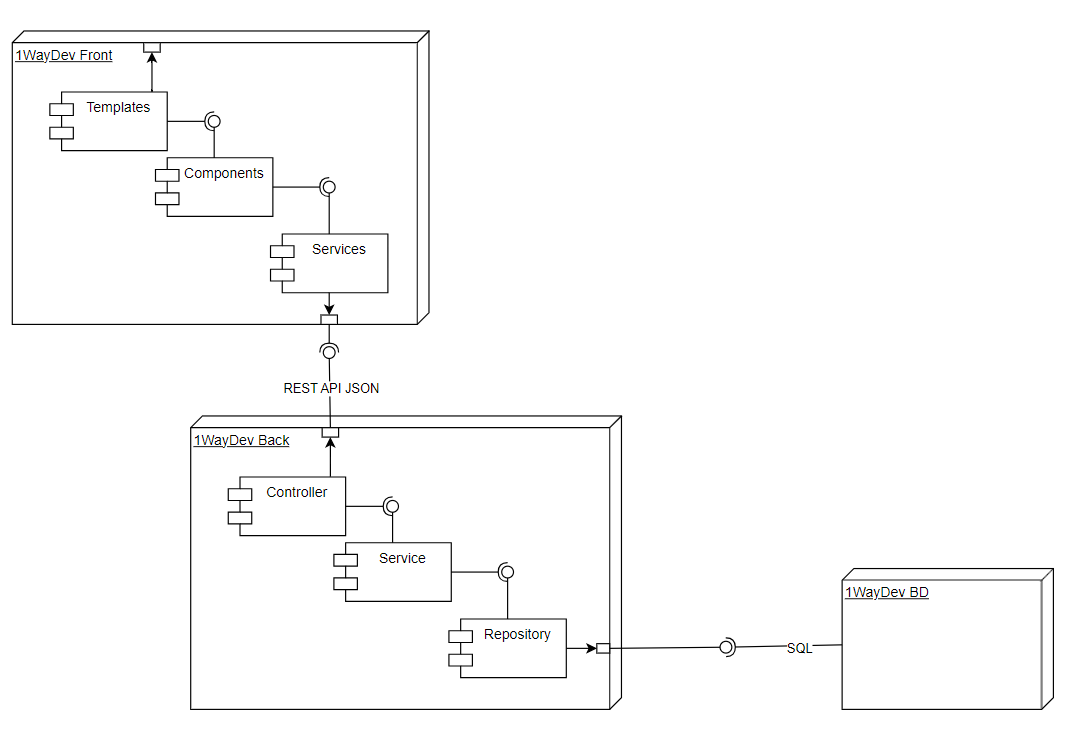 1WayDev Front
Templates
Components
Services
REST API JSON
1WayDev Back
Controller
Service
Repository
1WayDev BD
SQL